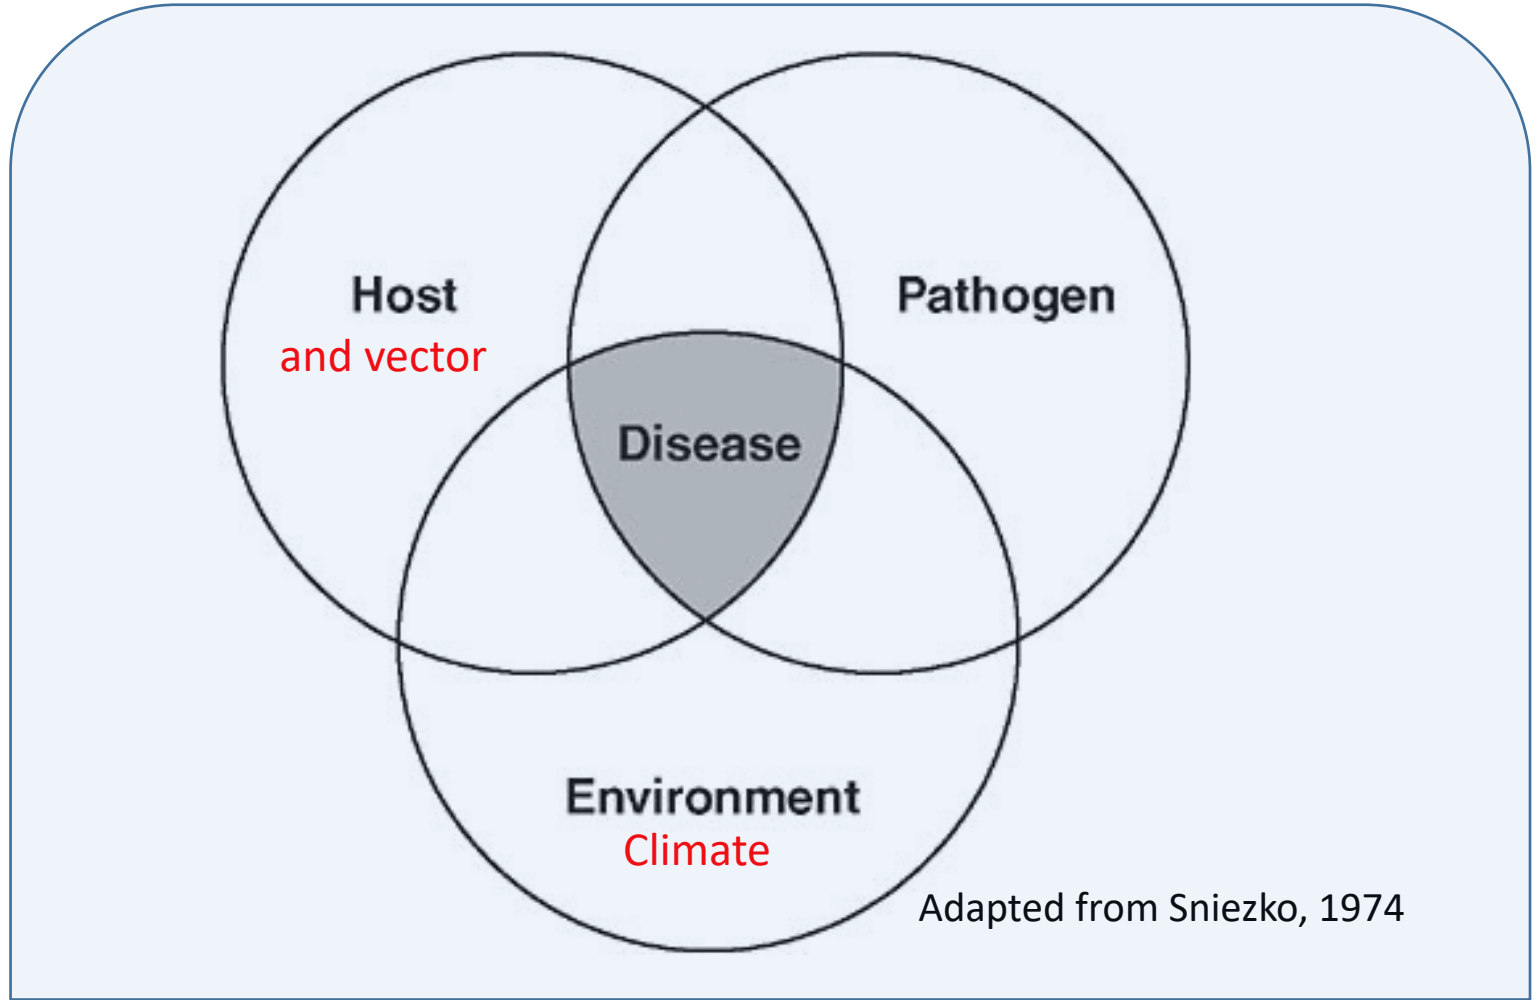 Host
and vector
Pathogen
Disease
Environment
Climate
Adapted from Sniezko, 1974